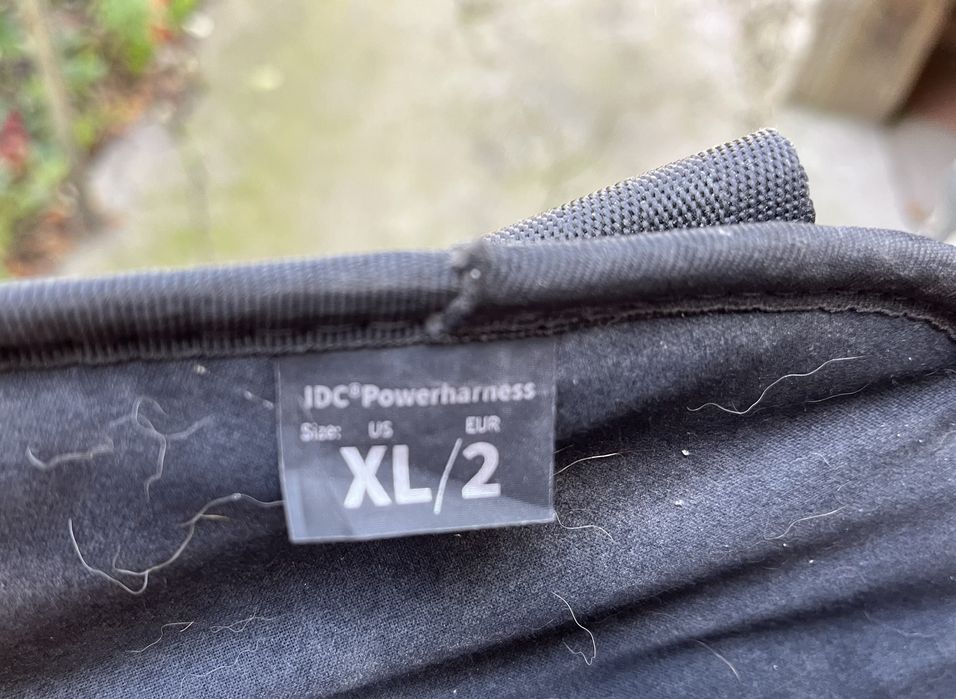 IDC®Powerharness
Size: US EUR
XL/2